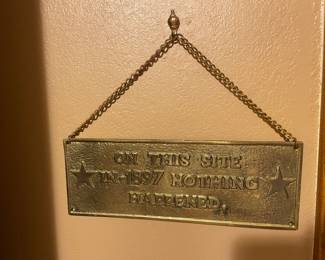 ON THIS SITE
IN-1897 NOTHING
HAPPENED.